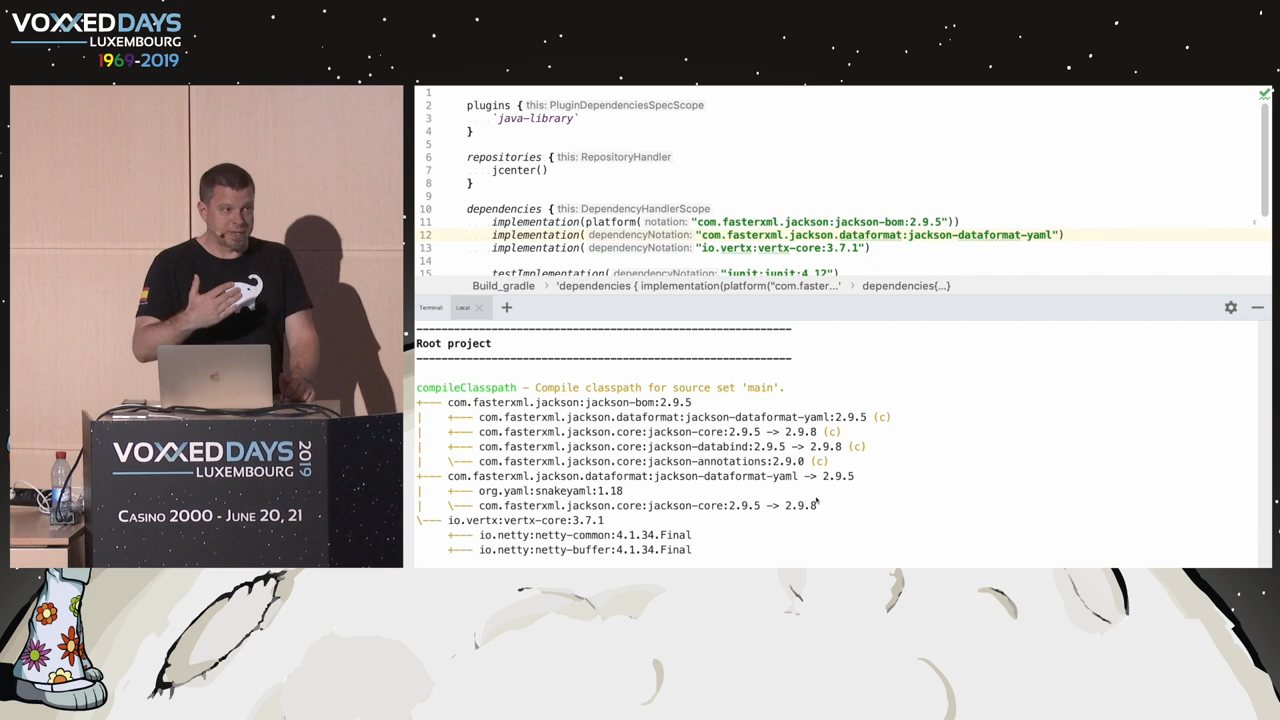 VOXXEDDAYS
LUXEMBOURG
1969-2019
1
2 plugins { this: PluginDependenciesSpecScope
3 `java-library`
4 }
5
6 repositories { this: RepositoryHandler
7 jcenter()
8 }
9
10 dependencies { this: DependencyHandlerScope
11 implementation(platform( notation: "com.fasterxml.jackson:jackson-bom:2.9.5"))
12 implementation( dependencyNotation: "com.fasterxml.jackson.dataformat:jackson-dataformat-yaml")
13 implementation( dependencyNotation: "io.vertx:vertx-core:3.7.1")
14
15 testImplementation( dependencyNotation: "junit:junit:4.12")
Build_gradle › 'dependencies { implementation(platform("com.faster...' › dependencies{...}
Terminal: Local × +
------------------------------------------------------------
Root project
------------------------------------------------------------
compileClasspath - Compile classpath for source set 'main'.
+--- com.fasterxml.jackson:jackson-bom:2.9.5
|    +--- com.fasterxml.jackson.dataformat:jackson-dataformat-yaml:2.9.5 (c)
|    +--- com.fasterxml.jackson.core:jackson-core:2.9.5 -> 2.9.8 (c)
|    +--- com.fasterxml.jackson.core:jackson-databind:2.9.5 -> 2.9.8 (c)
|    \--- com.fasterxml.jackson.core:jackson-annotations:2.9.0 (c)
+--- com.fasterxml.jackson.dataformat:jackson-dataformat-yaml -> 2.9.5
|    +--- org.yaml:snakeyaml:1.18
|    \--- com.fasterxml.jackson.core:jackson-core:2.9.5 -> 2.9.8
\--- io.vertx:vertx-core:3.7.1
     +--- io.netty:netty-common:4.1.34.Final
     +--- io.netty:netty-buffer:4.1.34.Final
VOXXEDDAYS 2019
LUXEMBOURG
CASINO 2000 - JUNE 20, 21